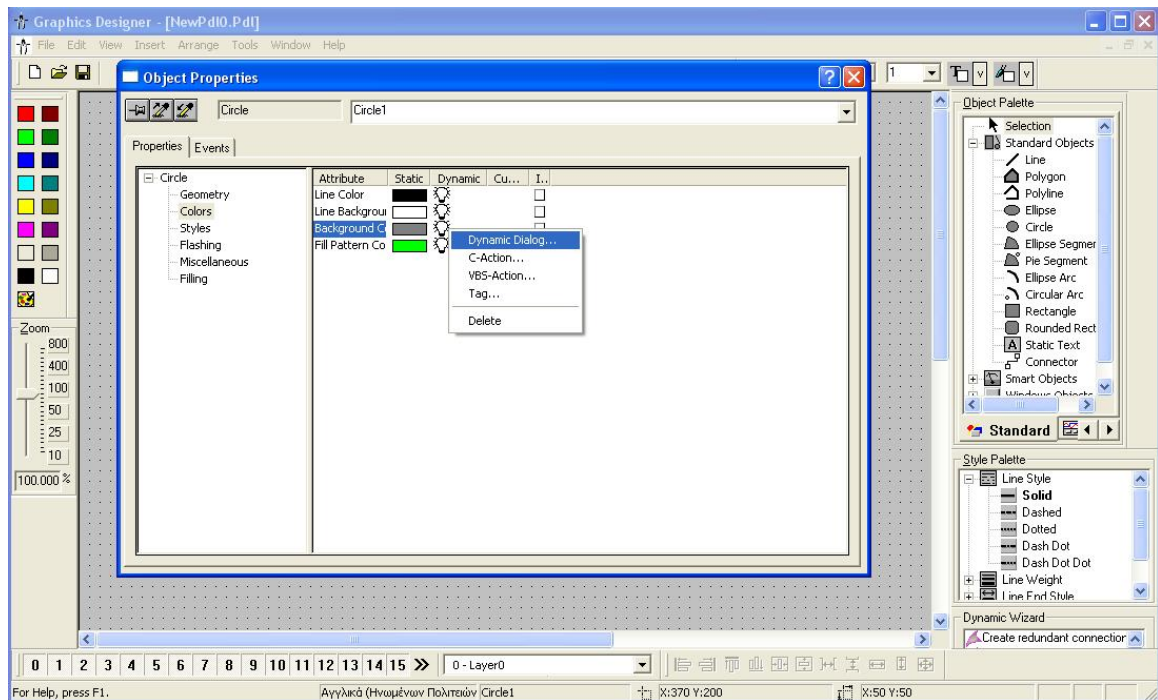 Graphics Designer - [NewPdl0.Pdl]
File Edit View Insert Arrange Tools Window Help
1
Object Properties
Circle
Circle1
Properties
Events
Circle
Geometry
Colors
Styles
Flashing
Miscellaneous
Filling
Attribute Static Dynamic Cu... I..
Line Color
Line Backgroun
Background C
Fill Pattern Co
Dynamic Dialog...
C-Action...
VBS-Action...
Tag...
Delete
Zoom
800
400
100
50
25
10
100.000 %
Object Palette
Selection
Standard Objects
Line
Polygon
Polyline
Ellipse
Circle
Ellipse Segmer
Pie Segment
Ellipse Arc
Circular Arc
Rectangle
Rounded Rect
A Static Text
Connector
Smart Objects
Windows Objects
Standard
Style Palette
Line Style
Solid
Dashed
Dotted
Dash Dot
Dash Dot Dot
Line Weight
Line End Style
Dynamic Wizard
Create redundant connection
0 1 2 3 4 5 6 7 8 9 10 11 12 13 14 15
0 - Layer0
For Help, press F1.
Αγγλικά (Ηνωμένων Πολιτειών
Circle1
X:370 Y:200
X:50 Y:50